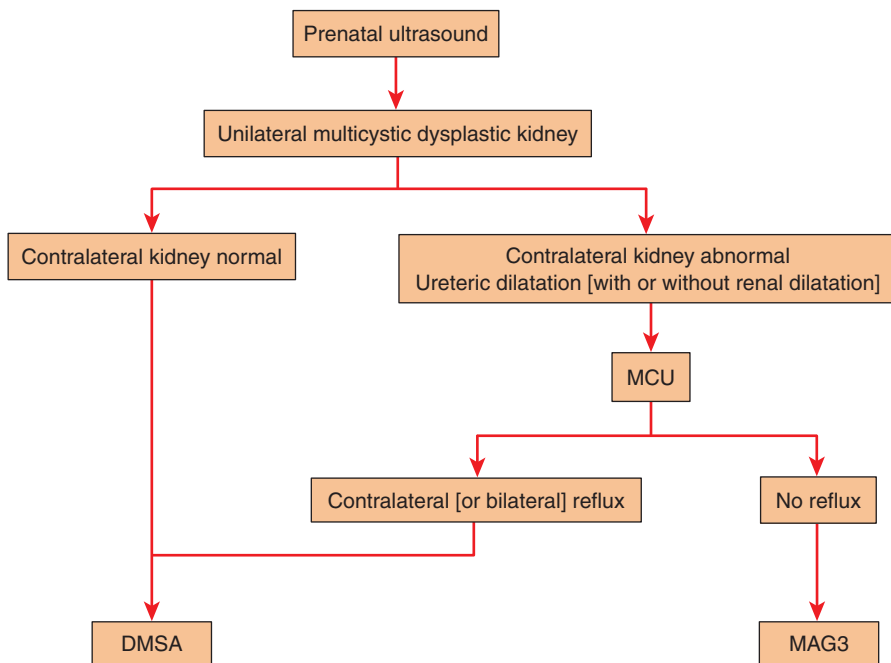 Prenatal ultrasound
Unilateral multicystic dysplastic kidney
Contralateral kidney normal
Contralateral kidney abnormal
Ureteric dilatation [with or without renal dilatation]
MCU
Contralateral [or bilateral] reflux
No reflux
DMSA
MAG3